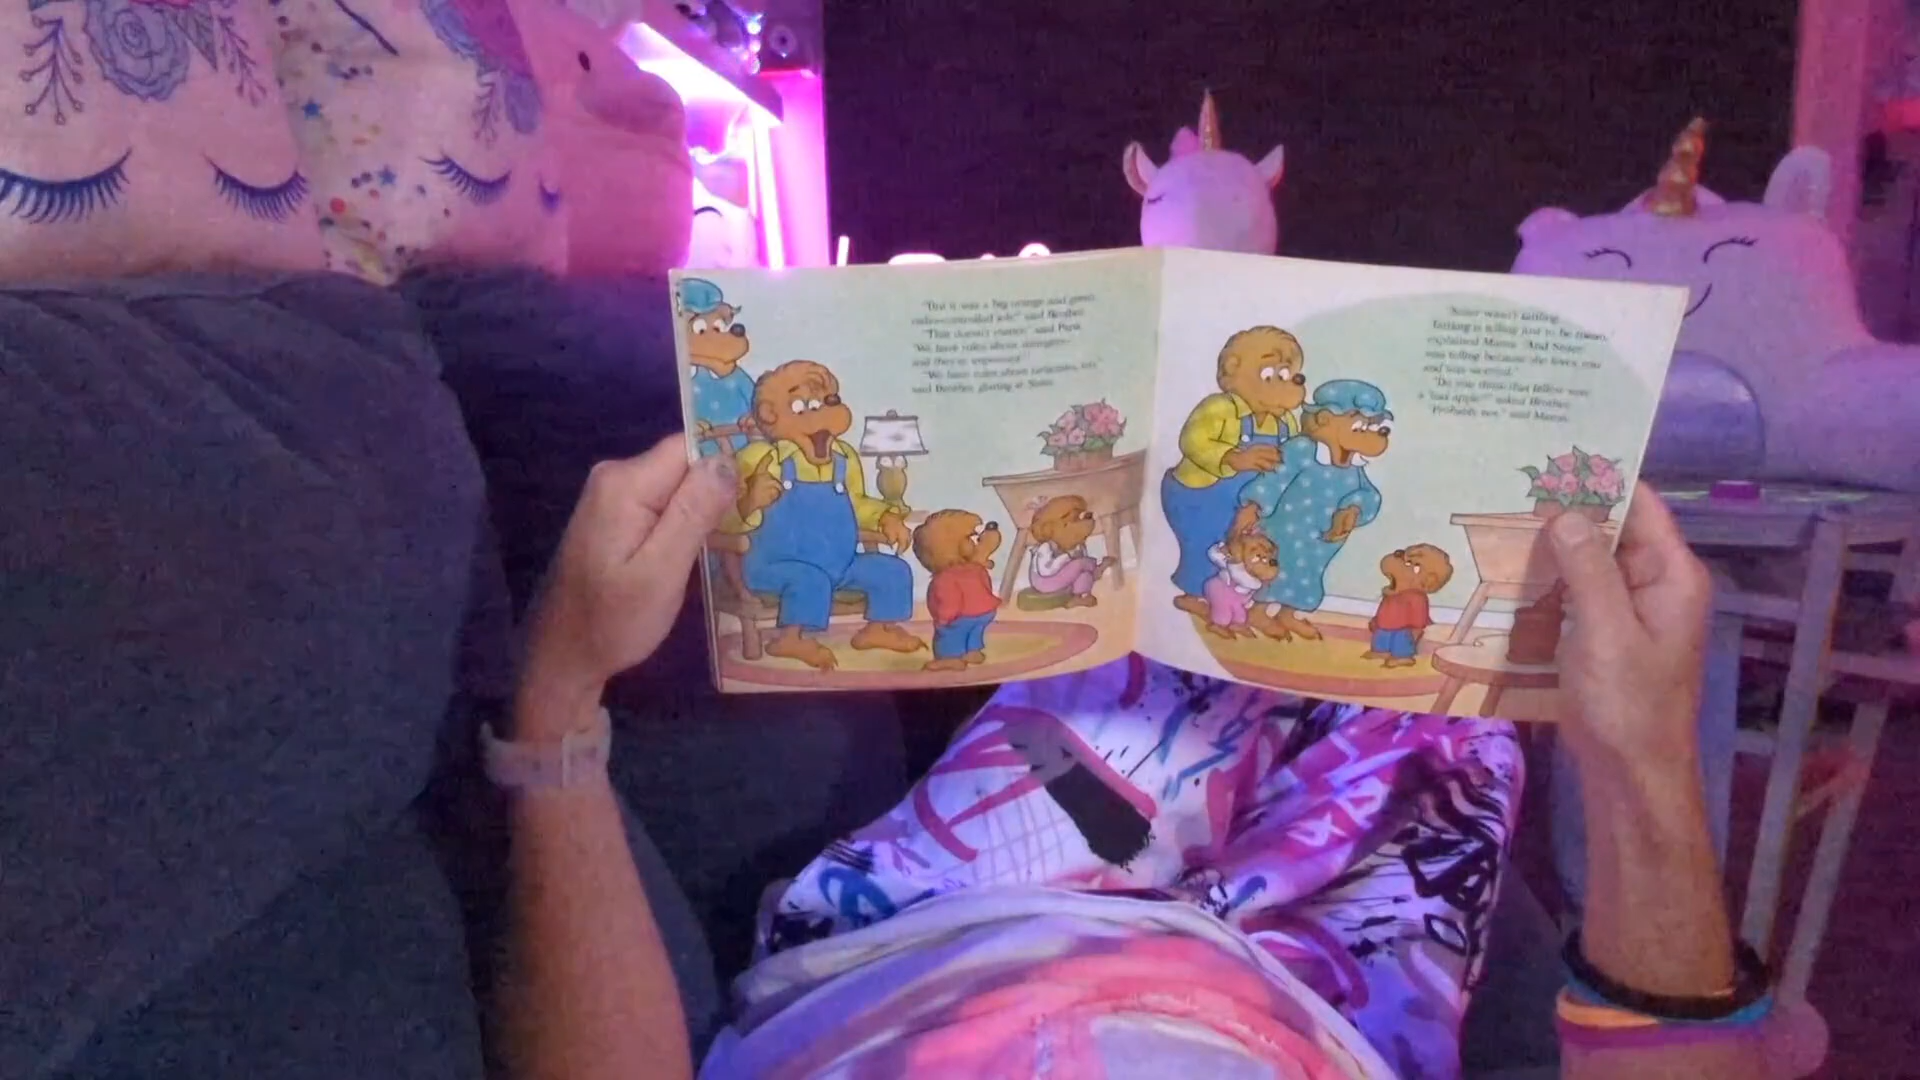 "But it was a big orange and green
radio-controlled job!" said Brother.
"That doesn't matter," said Papa.
"We have rules about strangers—
and they're important!"
"We have rules about tattling, too,"
said Brother, glaring at Sister.
"Sister wasn't tattling.
Tattling is telling just to be mean,"
explained Mama. "And Sister
was telling because she loves you
and was worried."
"Do you think that fellow was
a 'bad apple'?" asked Brother.
"Probably not," said Mama.